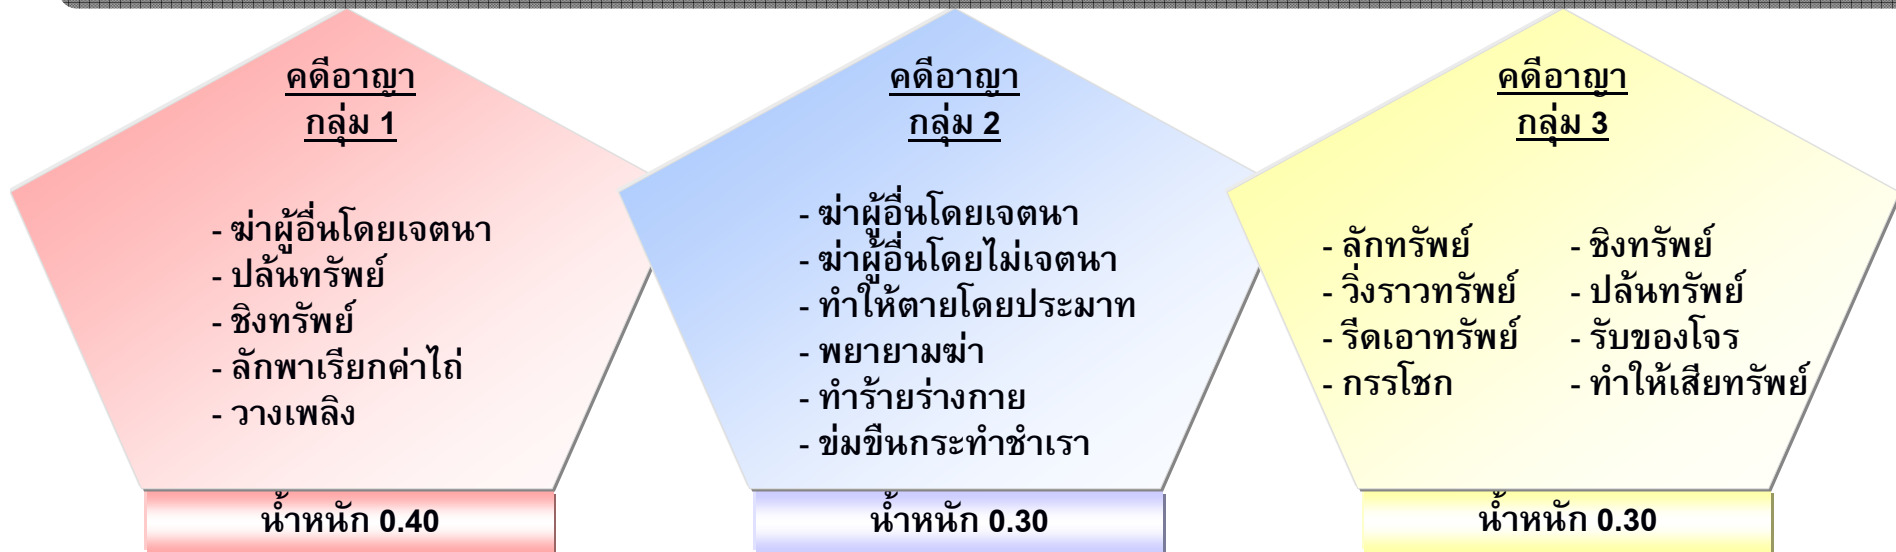 คดีอาญา
กลุ่ม 1
- ฆ่าผู้อื่นโดยเจตนา
- ปล้นทรัพย์
- ชิงทรัพย์
- ลักพาเรียกค่าไถ่
- วางเพลิง
น้ำหนัก 0.40
คดีอาญา
กลุ่ม 2
- ฆ่าผู้อื่นโดยเจตนา
- ฆ่าผู้อื่นโดยไม่เจตนา
- ทำให้ตายโดยประมาท
- พยายามฆ่า
- ทำร้ายร่างกาย
- ข่มขืนกระทำชำเรา
น้ำหนัก 0.30
คดีอาญา
กลุ่ม 3
- ลักทรัพย์ - ชิงทรัพย์
- วิ่งราวทรัพย์ - ปล้นทรัพย์
- รีดเอาทรัพย์ - รับของโจร
- กรรโชก - ทำให้เสียทรัพย์
น้ำหนัก 0.30